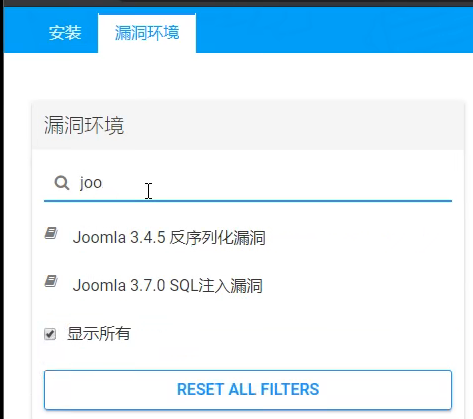 安装 漏洞环境
漏洞环境
joo
Joomla 3.4.5 反序列化漏洞
Joomla 3.7.0 SQL注入漏洞
显示所有
RESET ALL FILTERS